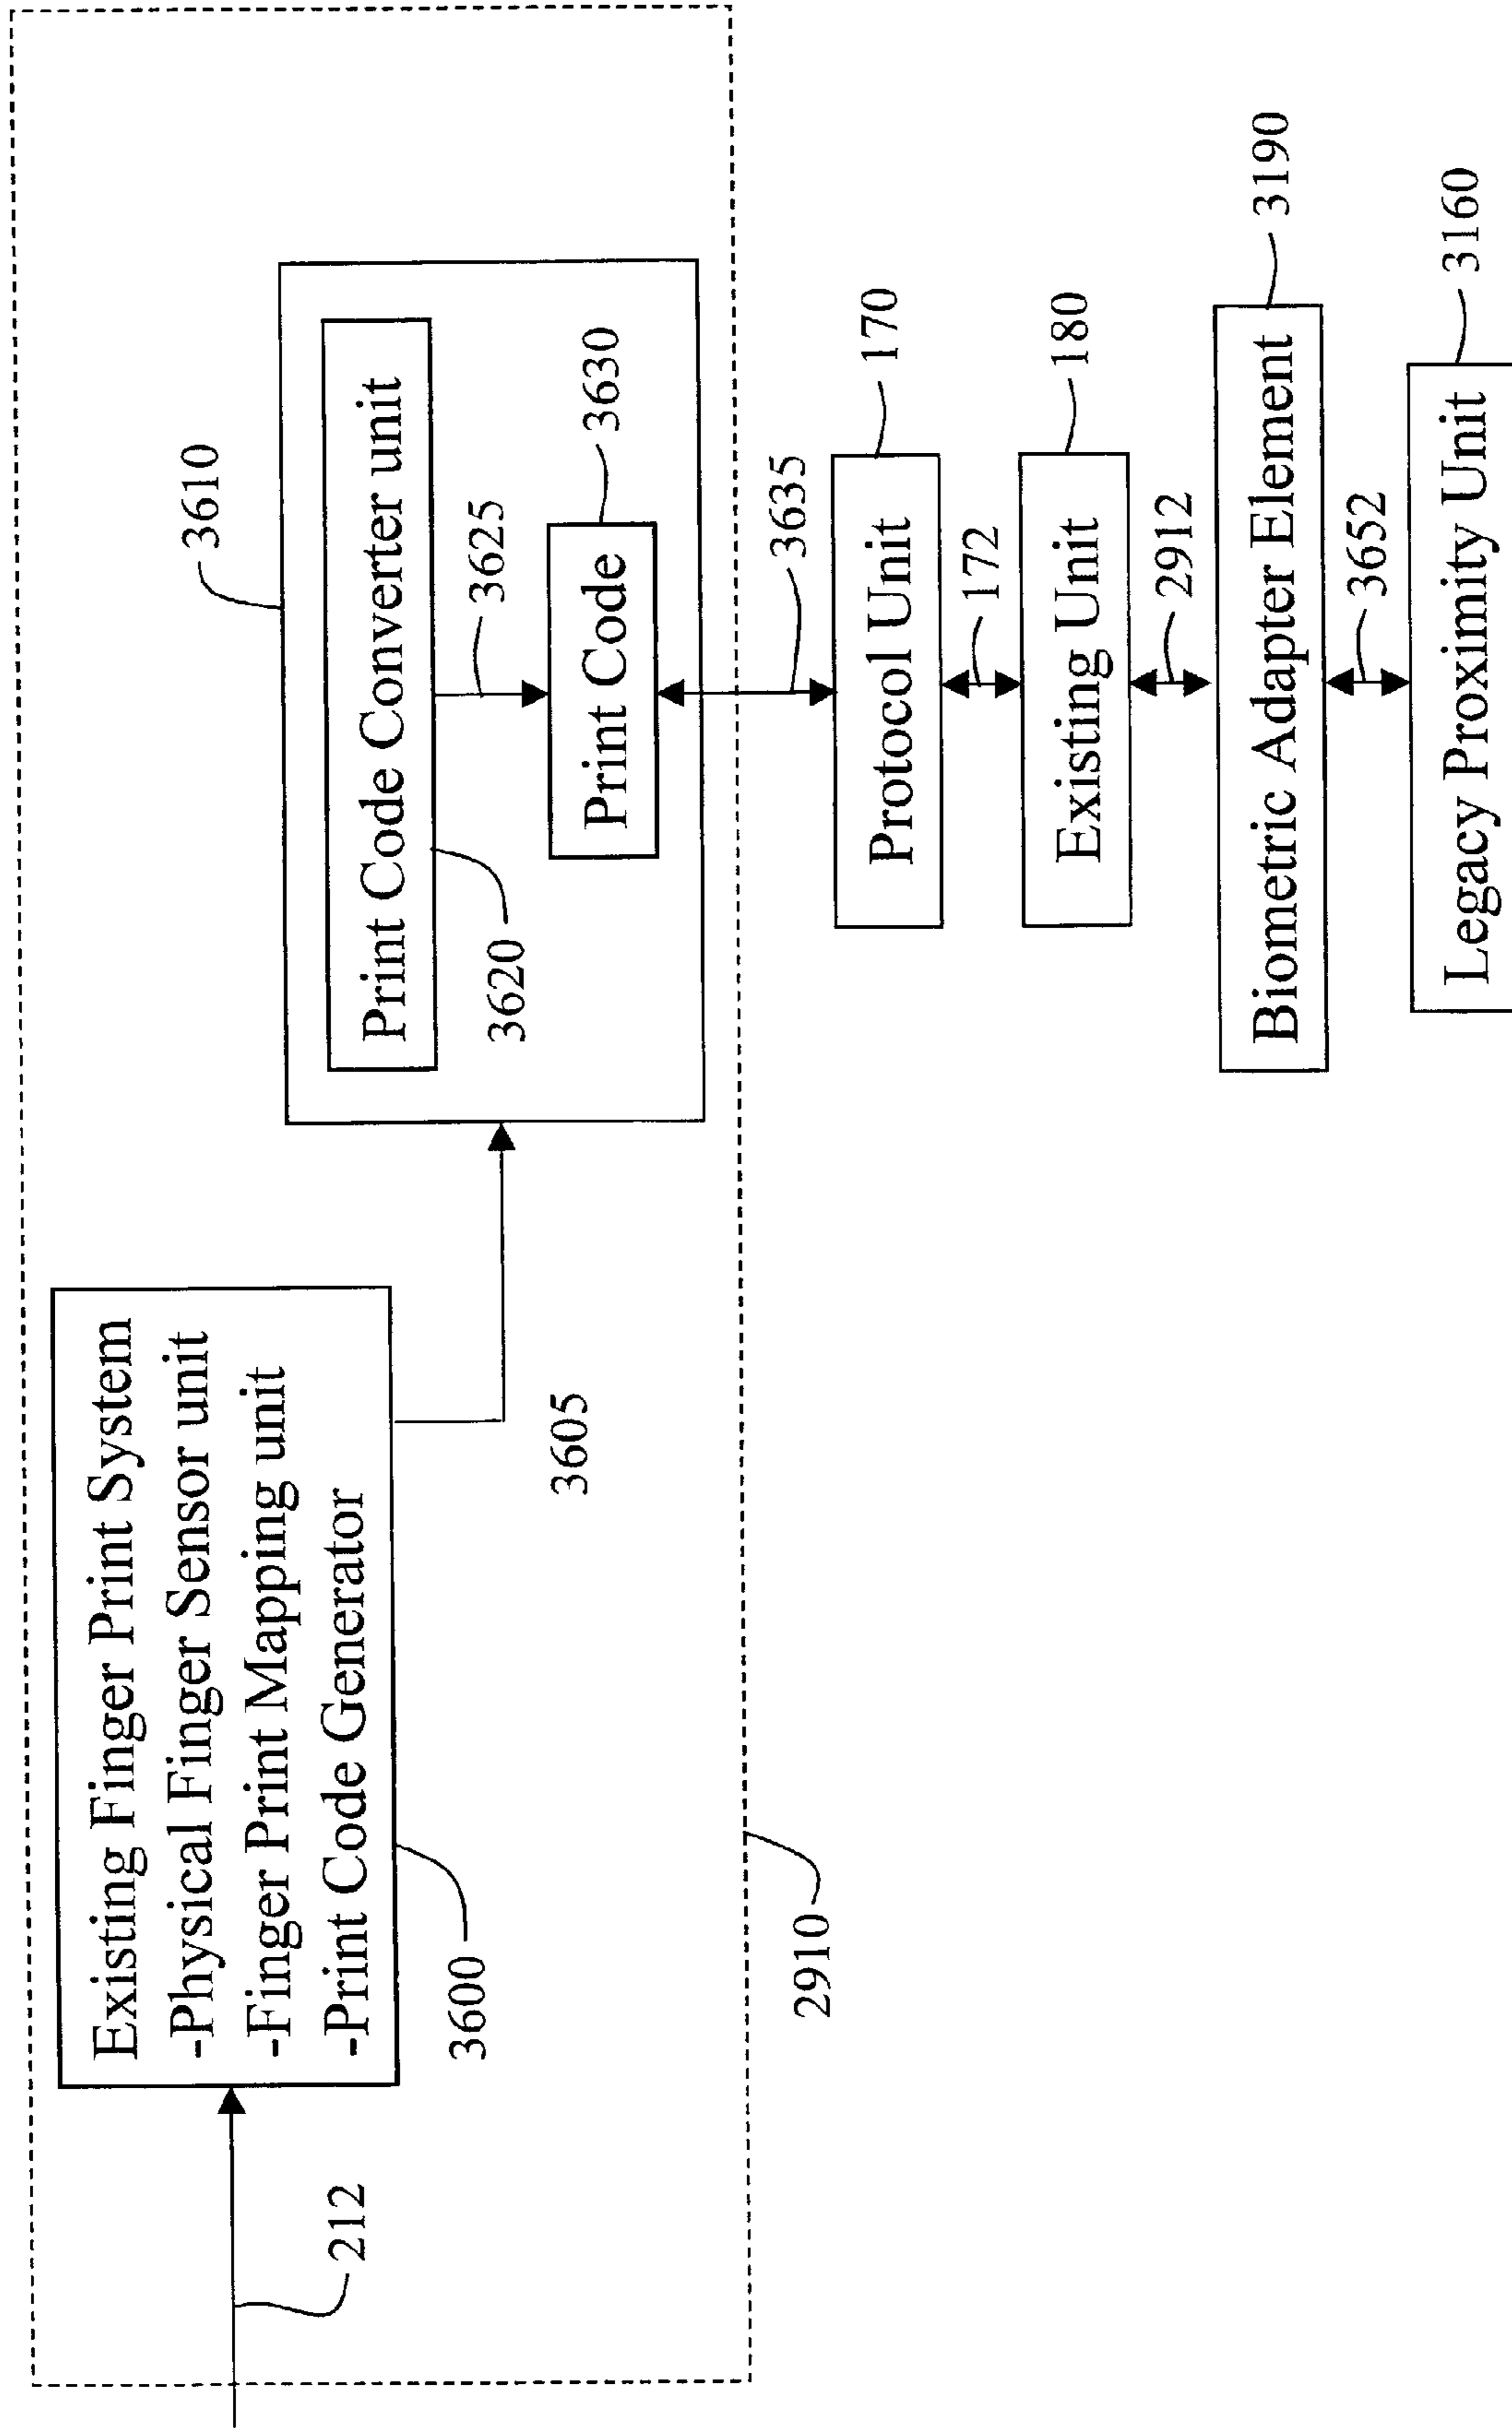 Existing Finger Print System
-Physical Finger Sensor unit
-Finger Print Mapping unit
-Print Code Generator
212
3600
3605
3610
Print Code Converter unit
3620
3625
Print Code
3630
2910
3635
Protocol Unit
170
172
Existing Unit
180
2912
Biometric Adapter Element
3190
3652
Legacy Proximity Unit
3160